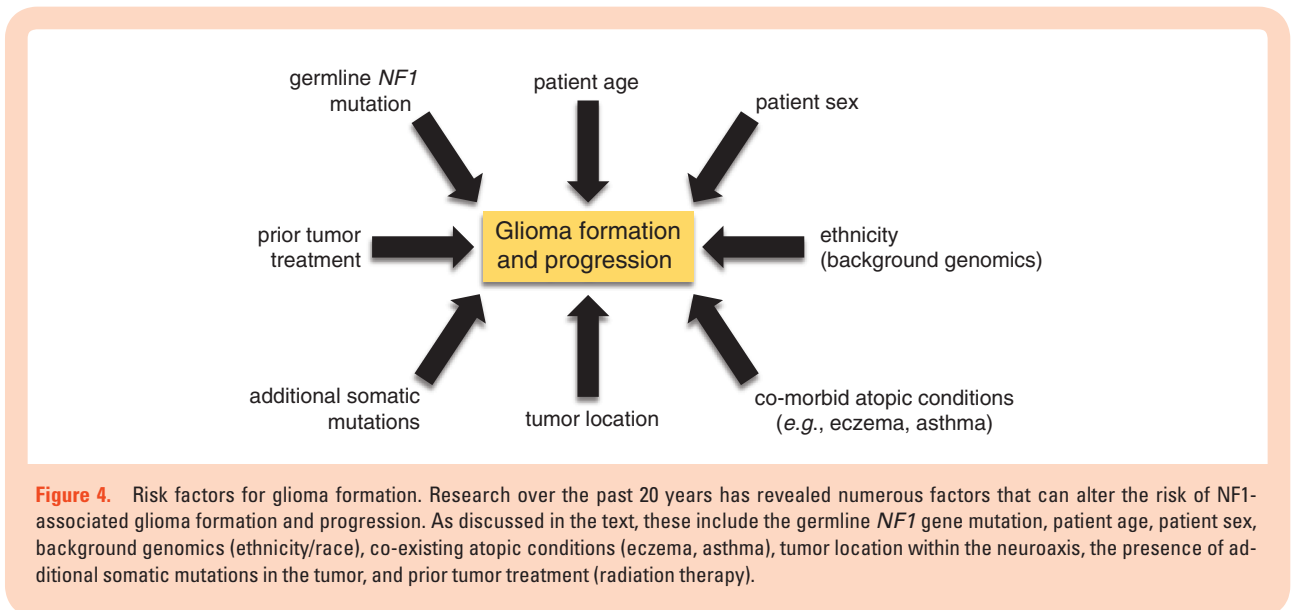 germline NF1
mutation
patient age
patient sex
prior tumor
treatment
Glioma formation
and progression
ethnicity
(background genomics)
additional somatic
mutations
tumor location
co-morbid atopic conditions
(e.g., eczema, asthma)
Figure 4. Risk factors for glioma formation. Research over the past 20 years has revealed numerous factors that can alter the risk of NF1-
associated glioma formation and progression. As discussed in the text, these include the germline NF1 gene mutation, patient age, patient sex,
background genomics (ethnicity/race), co-existing atopic conditions (eczema, asthma), tumor location within the neuroaxis, the presence of ad-
ditional somatic mutations in the tumor, and prior tumor treatment (radiation therapy).